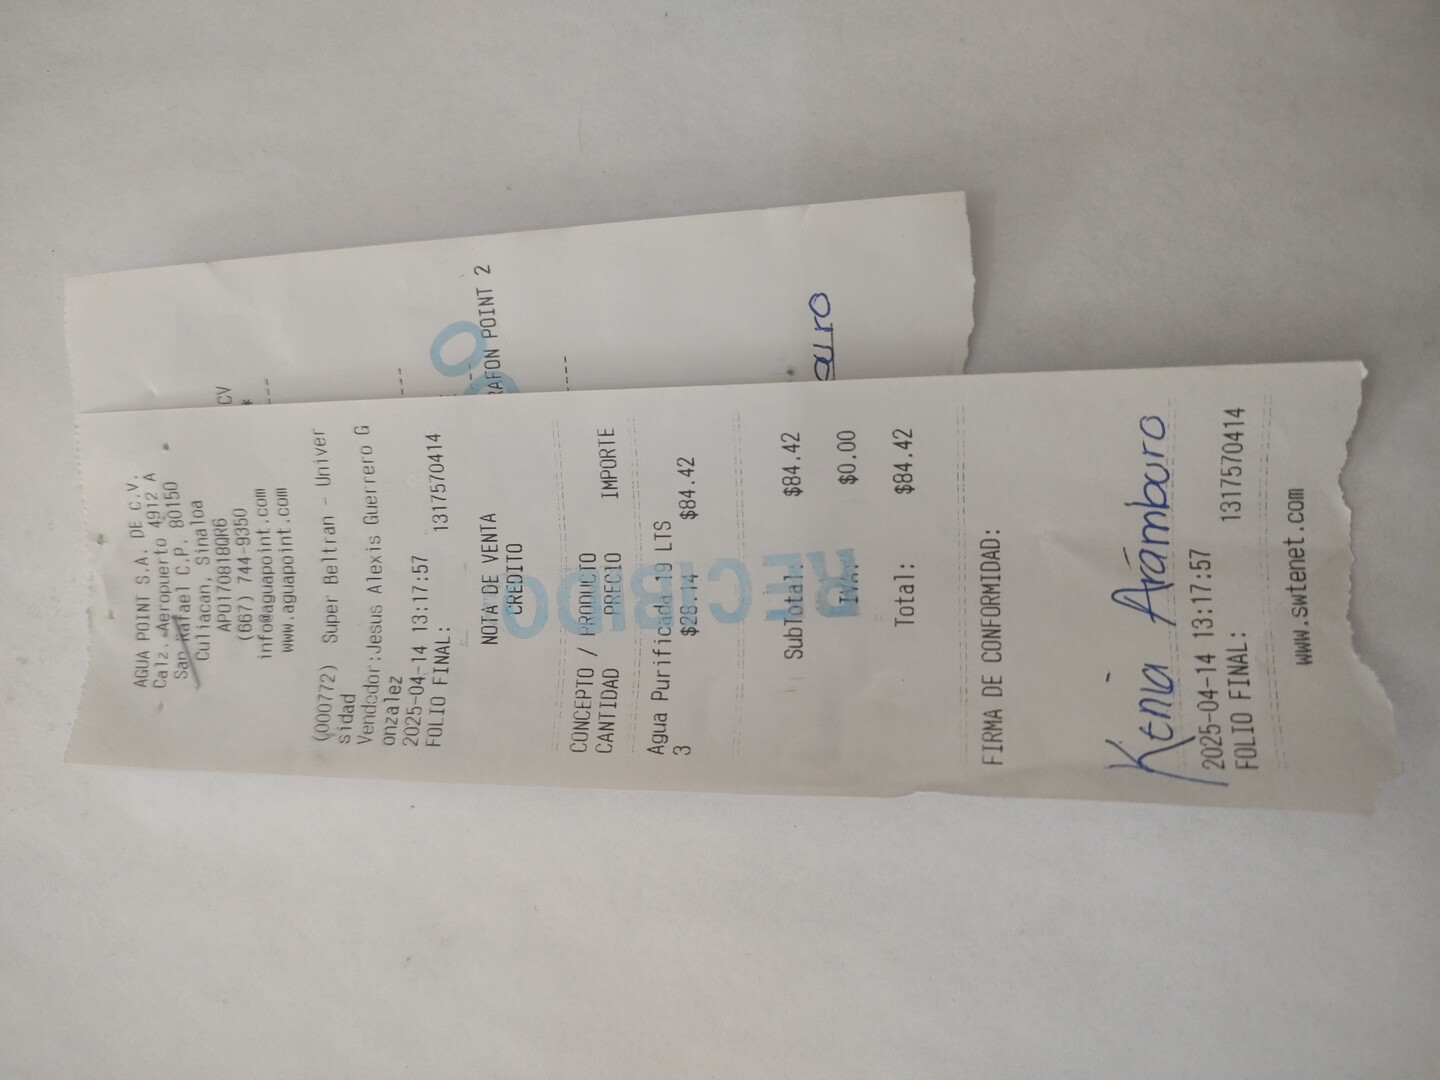 AGUA POINT S.A. DE C.V.
Calz. Aeropuerto 4912 A
San Rafael C.P. 80150
Culiacan, Sinaloa
APO170818QR6
(667) 744-9350
info@aguapoint.com
www.aguapoint.com
(000772) Super Beltran - Univer
sidad
Vendedor:Jesus Alexis Guerrero G
onzalez
2025-04-14 13:17:57
FOLIO FINAL: 1317570414
NOTA DE VENTA
CREDITO
CONCEPTO / PRODUCTO
CANTIDAD PRECIO IMPORTE
Agua Purificada 19 LTS
3 $28.14 $84.42
RECIBIDO
SubTotal: $84.42
IVA: $0.00
Total: $84.42
FIRMA DE CONFORMIDAD:
Kenia Arámburo
2025-04-14 13:17:57
FOLIO FINAL: 1317570414
www.swtenet.com
CV
*
RAFON POINT 2
O
auro